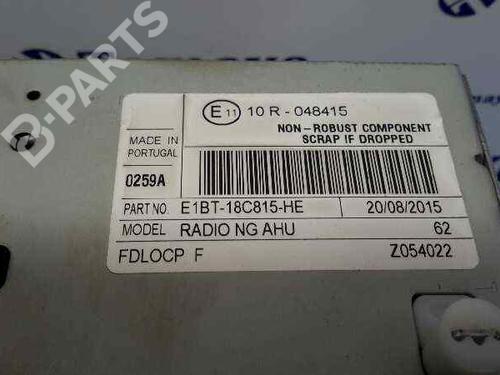 E 11 10 R - 048415
NON - ROBUST COMPONENT
SCRAP IF DROPPED
MADE IN
PORTUGAL
0259A
PART NO. E1BT-18C815-HE 20/08/2015
MODEL RADIO NG AHU 62
FDLOCP F Z054022
B-PARTS